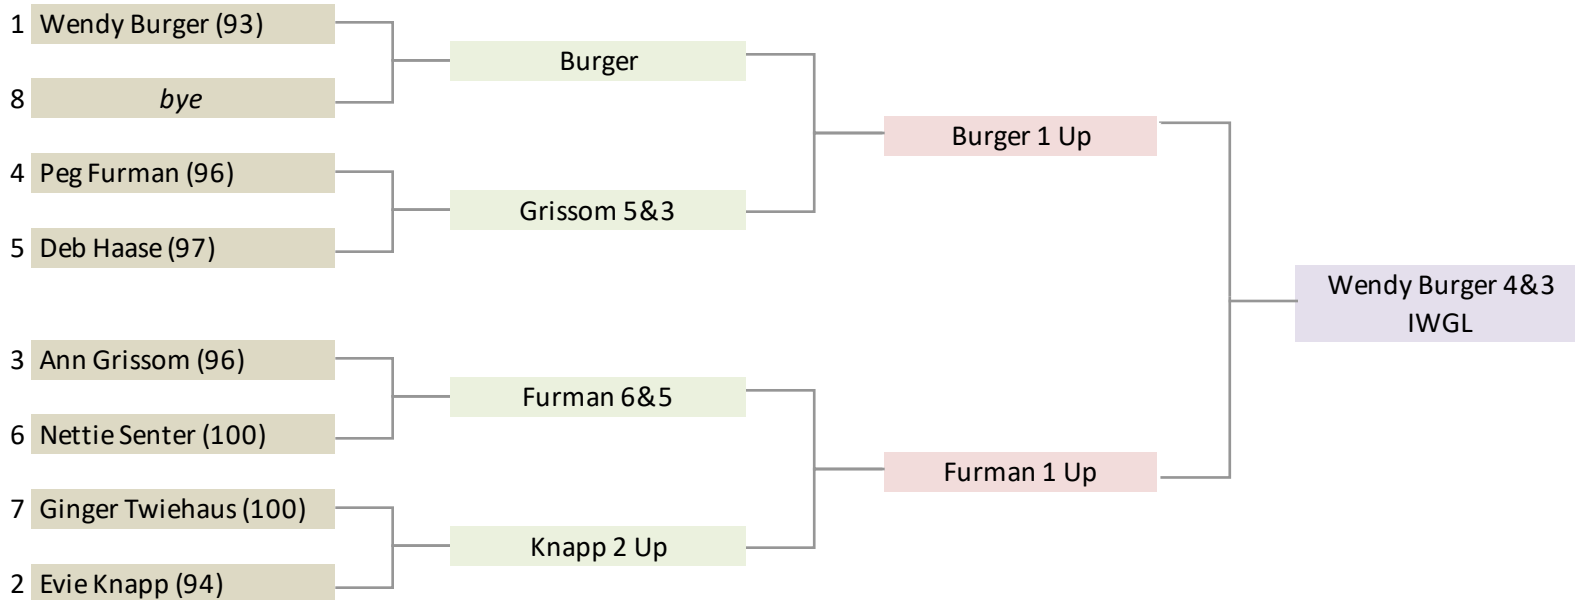 1 Wendy Burger (93)
Burger
8 bye
Burger 1 Up
4 Peg Furman (96)
Grissom 5&3
5 Deb Haase (97)
Wendy Burger 4&3
IWGL
3 Ann Grissom (96)
Furman 6&5
6 Nettie Senter (100)
Furman 1 Up
7 Ginger Twiehaus (100)
Knapp 2 Up
2 Evie Knapp (94)